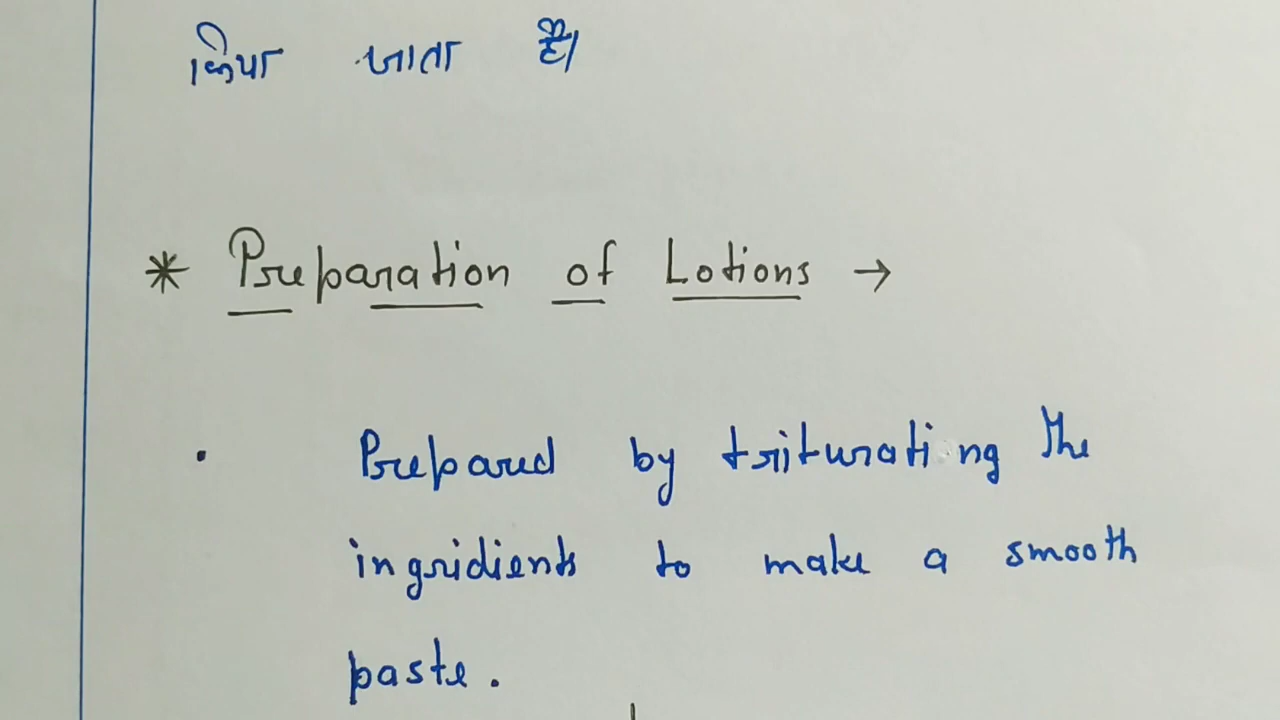 किया जाता है।
* Preparation of Lotions →
• Prepared by triturating the
ingridients to make a smooth
paste.